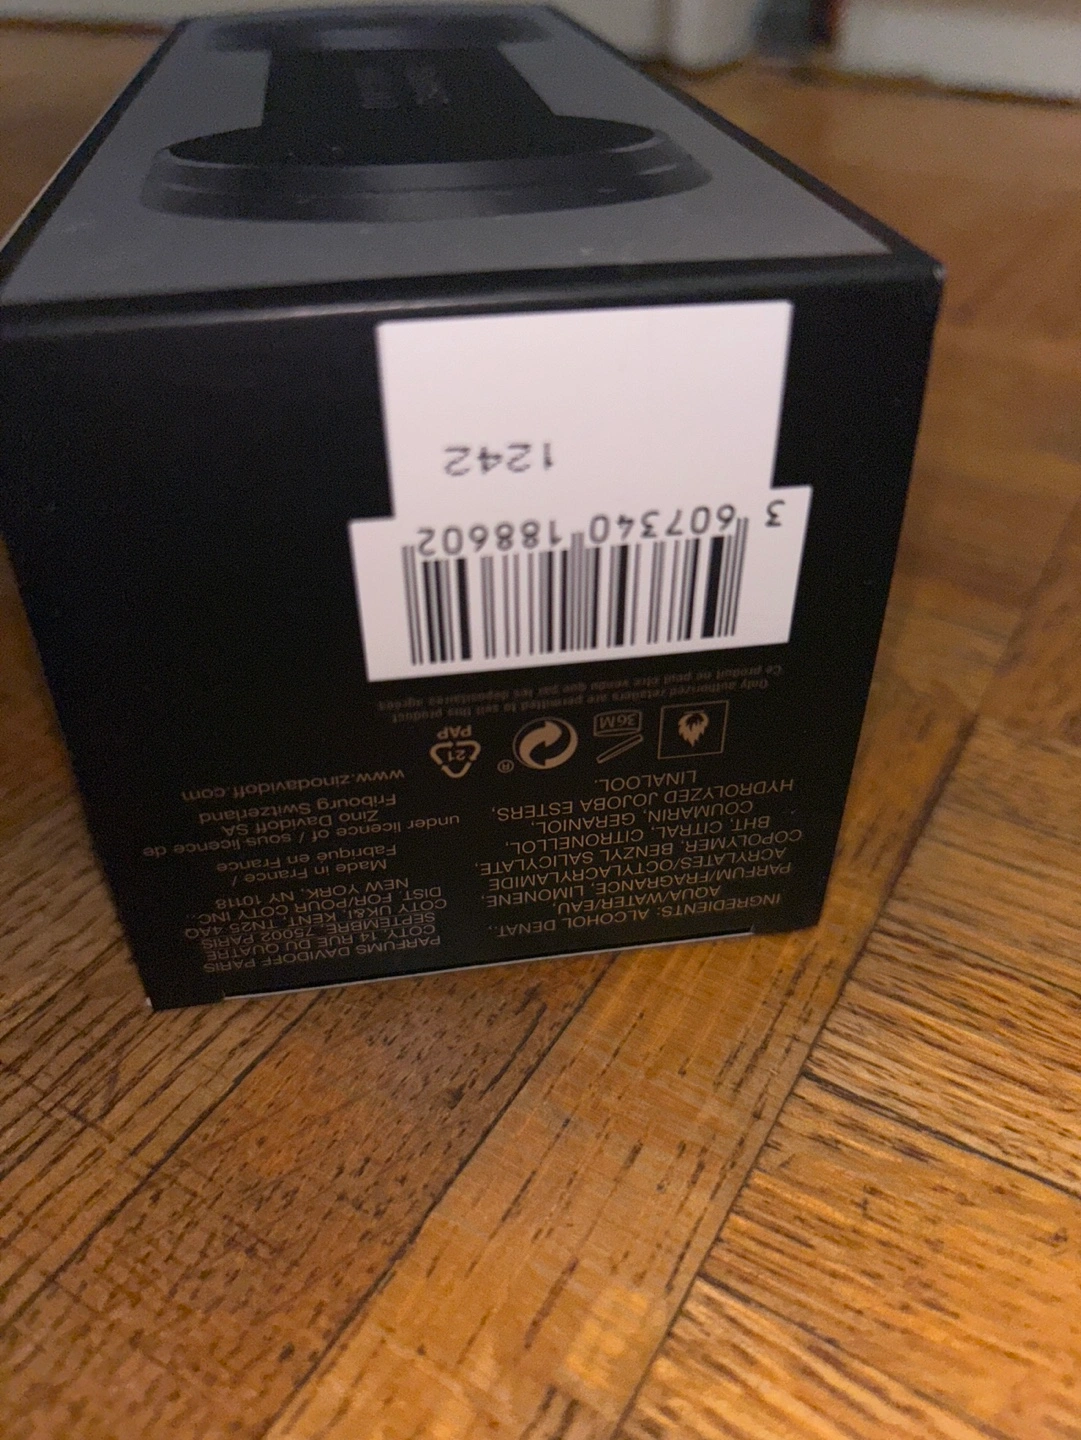 INGREDIENTS: ALCOHOL DENAT.,
AQUA/WATER/EAU,
PARFUM/FRAGRANCE, LIMONENE,
ACRYLATES/OCTYLACRYLAMIDE
COPOLYMER, BENZYL SALICYLATE,
BHT, CITRAL, CITRONELLOL,
COUMARIN, GERANIOL,
HYDROLYZED JOJOBA ESTERS,
LINALOOL.
PARFUMS DAVIDOFF PARIS
COTY 14 RUE DU QUATRE
SEPTEMBRE, 75002 PARIS
COTY UK&I, KENT, TN25 4AQ
DIST FOR/POUR COTY INC.,
NEW YORK, NY 10118
Made in France /
Fabriqué en France
under licence of / sous licence de
Zino Davidoff SA
Fribourg Switzerland
www.zinodavidoff.com
36M
®
21
PAP
Only authorized retailers are permitted to sell this product
Ce produit ne peut être vendu que par les dépositaires agréés
3 607340 188602
1242